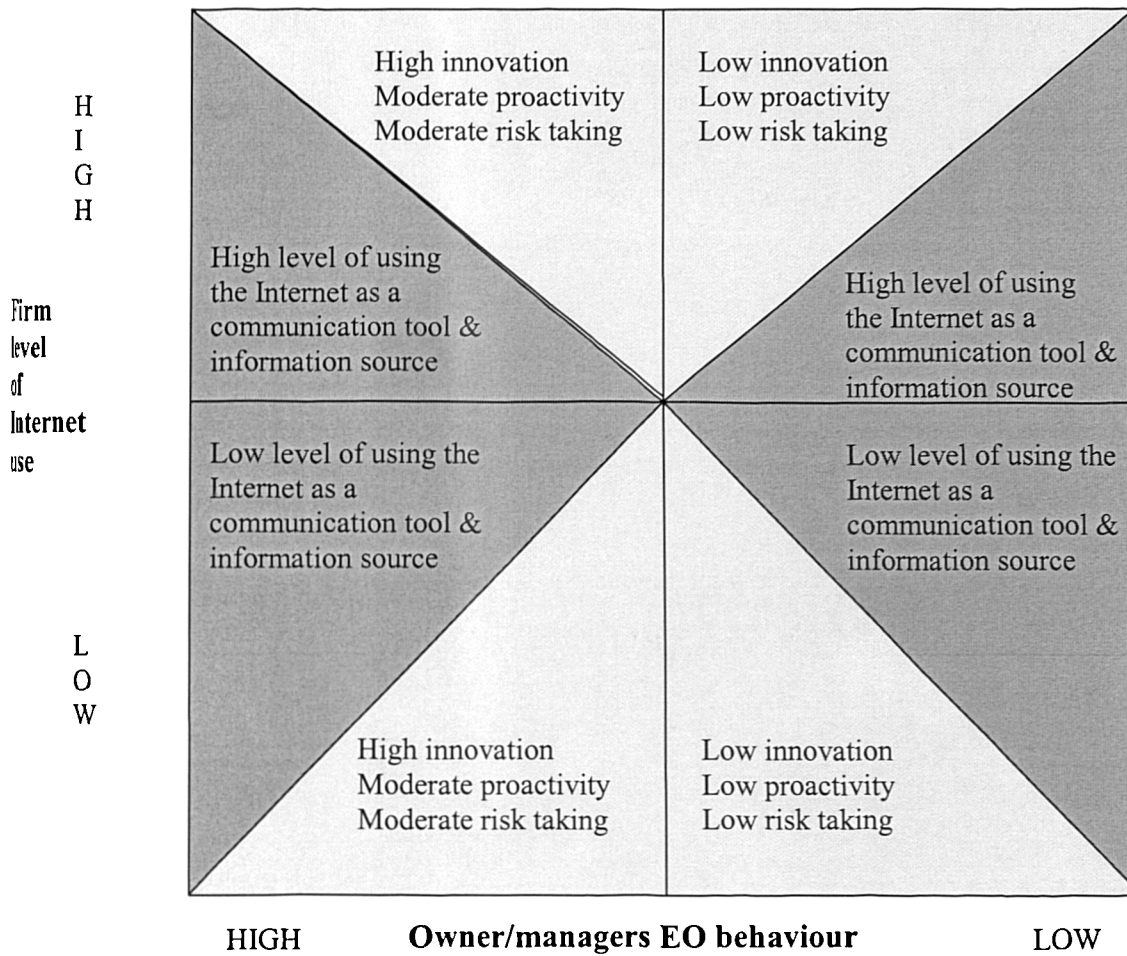 High innovation
Moderate proactivity
Moderate risk taking
Low innovation
Low proactivity
Low risk taking
H
I
G
H
High level of using
the Internet as a
communication tool &
information source
High level of using
the Internet as a
communication tool &
information source
Firm
level
of
Internet
use
Low level of using the
Internet as a
communication tool &
information source
Low level of using the
Internet as a
communication tool &
information source
L
O
W
High innovation
Moderate proactivity
Moderate risk taking
Low innovation
Low proactivity
Low risk taking
HIGH
Owner/managers EO behaviour
LOW